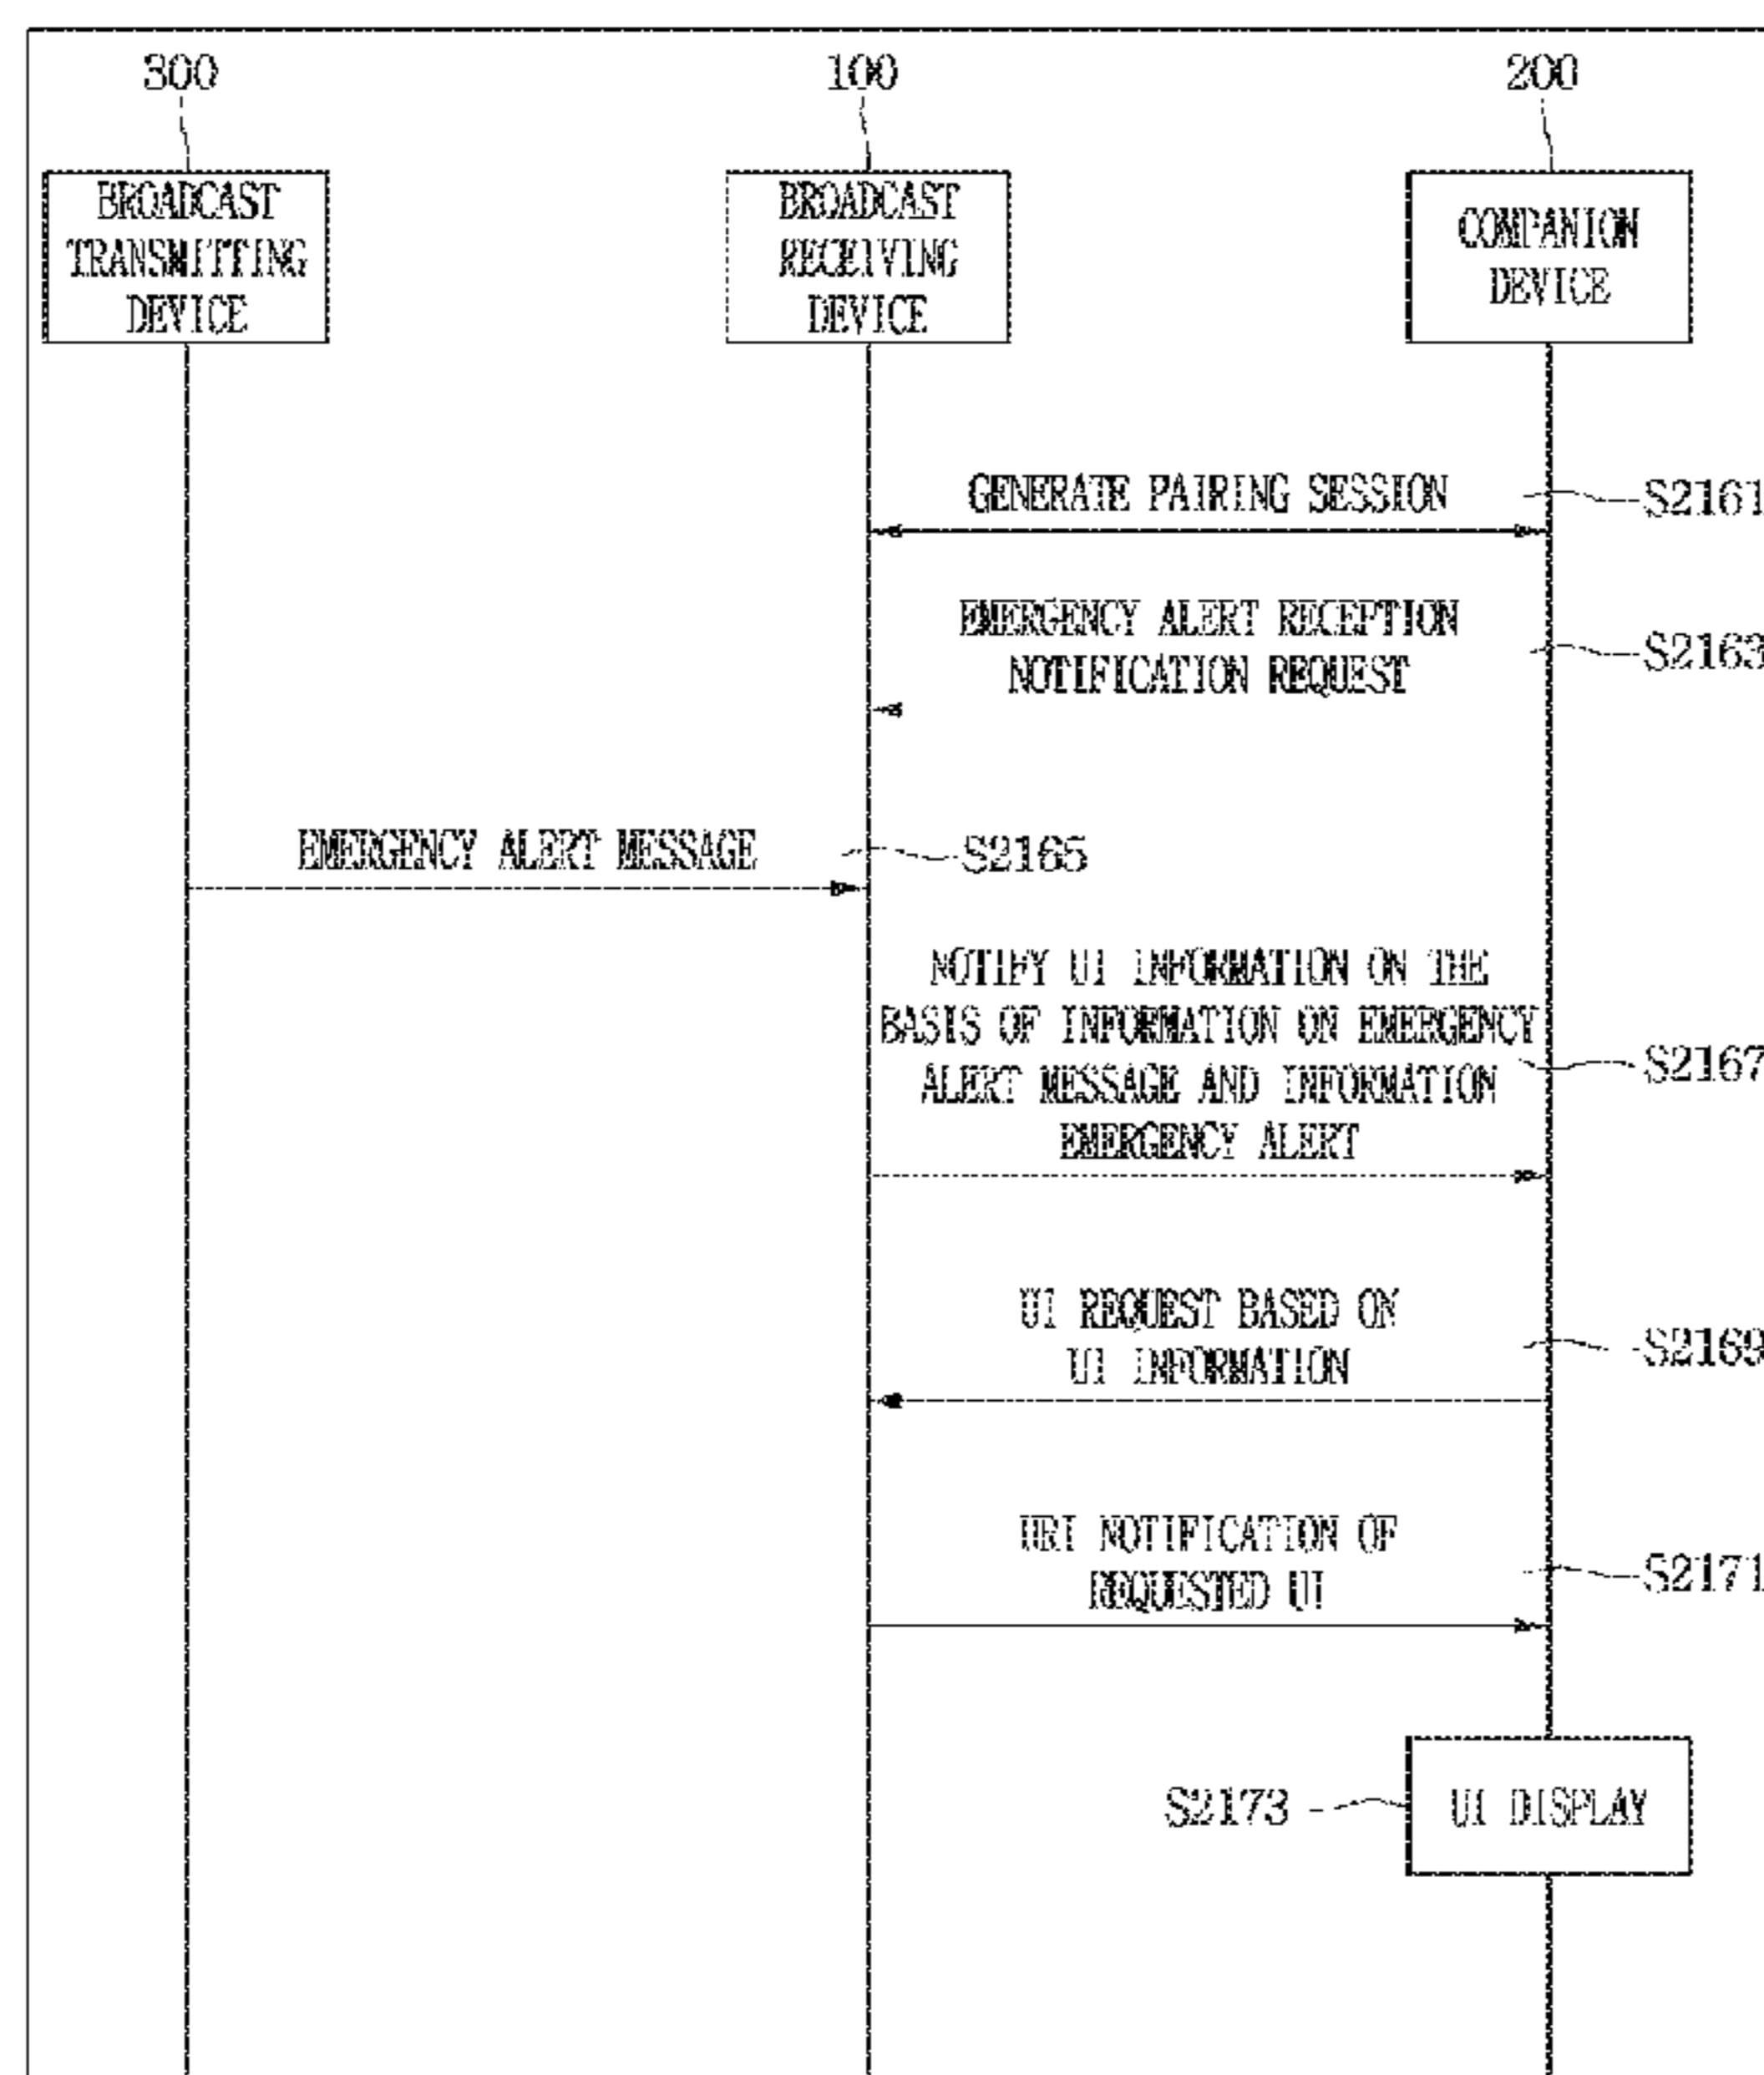 300
100
200
BROADCAST
TRANSMITTING
DEVICE
BROADCAST
RECEIVING
DEVICE
COMPANION
DEVICE
GENERATE PAIRING SESSION
S2161
EMERGENCY ALERT RECEPTION
NOTIFICATION REQUEST
S2163
EMERGENCY ALERT MESSAGE
S2165
NOTIFY UI INFORMATION ON THE
BASIS OF INFORMATION ON EMERGENCY
ALERT MESSAGE AND INFORMATION
EMERGENCY ALERT
S2167
UI REQUEST BASED ON
UI INFORMATION
S2169
URI NOTIFICATION OF
REQUESTED UI
S2171
S2173
UI DISPLAY